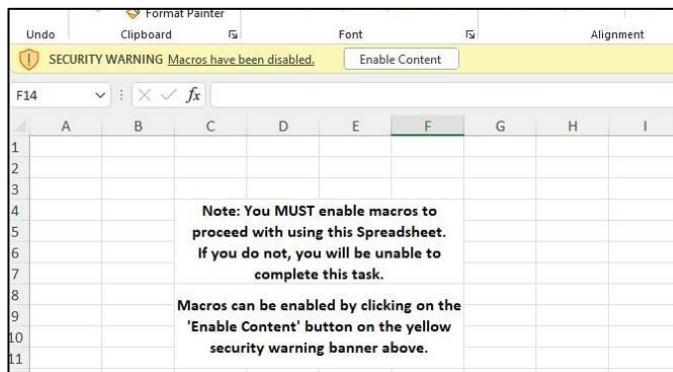 Format Painter
Undo Clipboard Font Alignment
SECURITY WARNING Macros have been disabled. Enable Content
F14 fx
A B C D E F G H I
1
2
3
4 Note: You MUST enable macros to
5 proceed with using this Spreadsheet.
6 If you do not, you will be unable to
7 complete this task.
8
9 Macros can be enabled by clicking on the
10 'Enable Content' button on the yellow
11 security warning banner above.